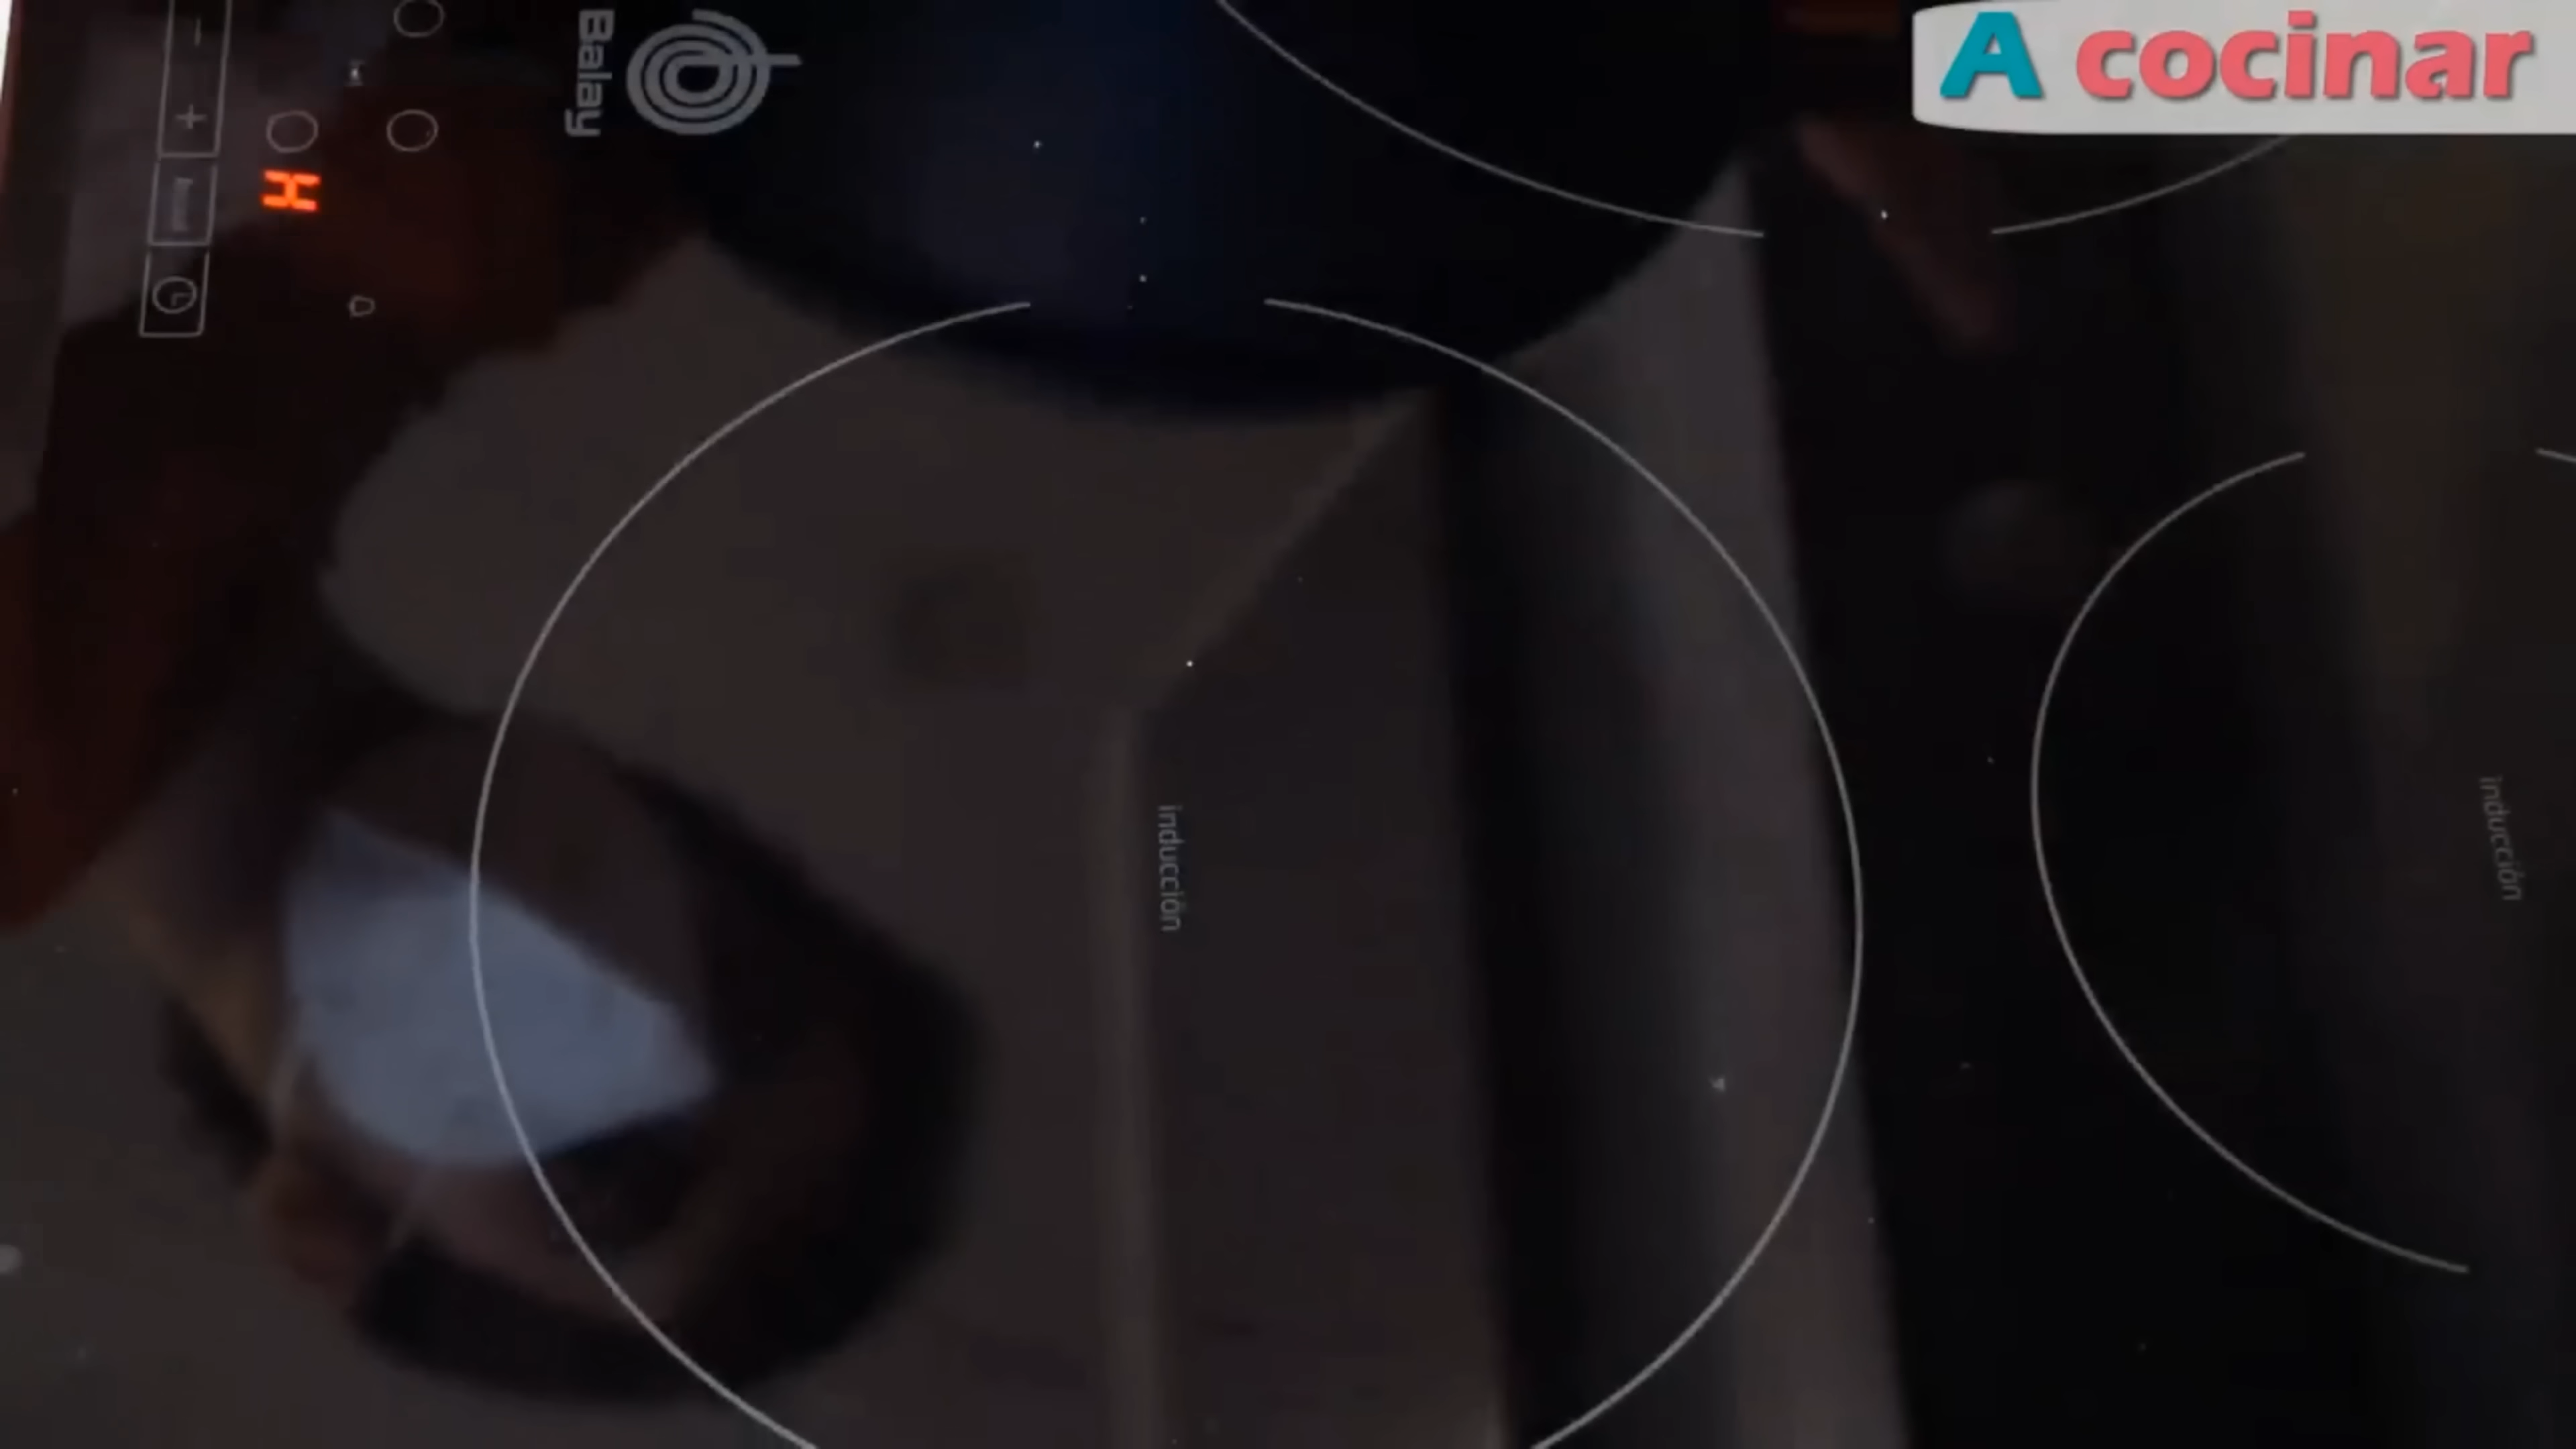 A cocinar
Balay
- +
H
inducción
inducción